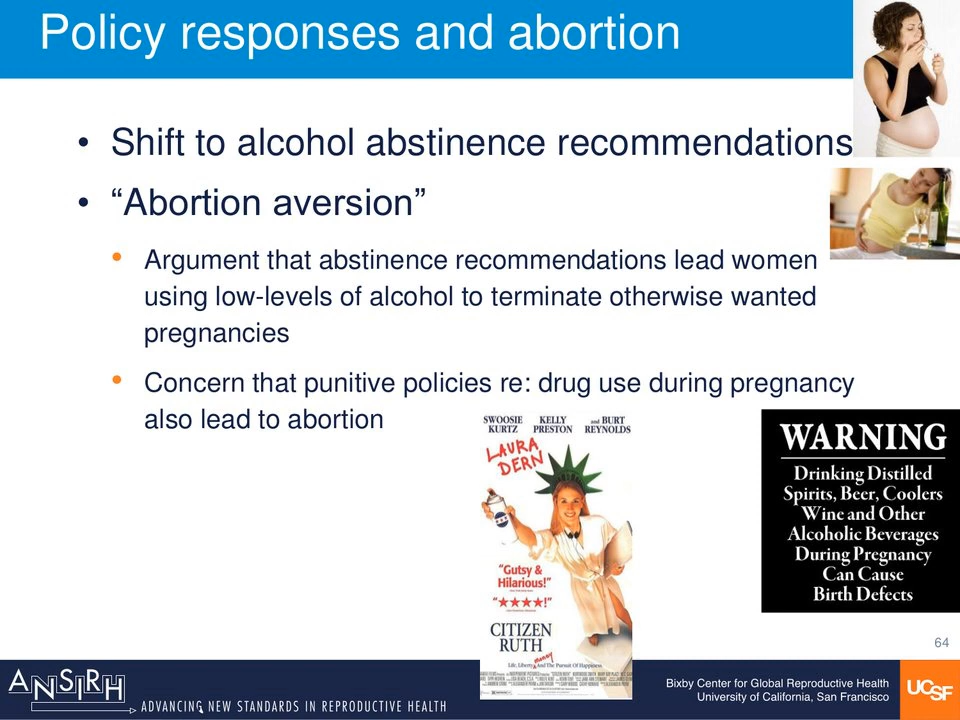 Policy responses and abortion
• Shift to alcohol abstinence recommendations
• “Abortion aversion”
• Argument that abstinence recommendations lead women
using low-levels of alcohol to terminate otherwise wanted
pregnancies
• Concern that punitive policies re: drug use during pregnancy
also lead to abortion
SWOOSIE KURTZ KELLY PRESTON and BURT REYNOLDS
LAURA DERN
“Gutsy &
Hilarious!”
“★★★★!”
CITIZEN
RUTH
Life, Liberty And The Pursuit Of Happiness
money
WARNING
Drinking Distilled
Spirits, Beer, Coolers
Wine and Other
Alcoholic Beverages
During Pregnancy
Can Cause
Birth Defects
64
ANSIRH
ADVANCING NEW STANDARDS IN REPRODUCTIVE HEALTH
Bixby Center for Global Reproductive Health
University of California, San Francisco
UCSF